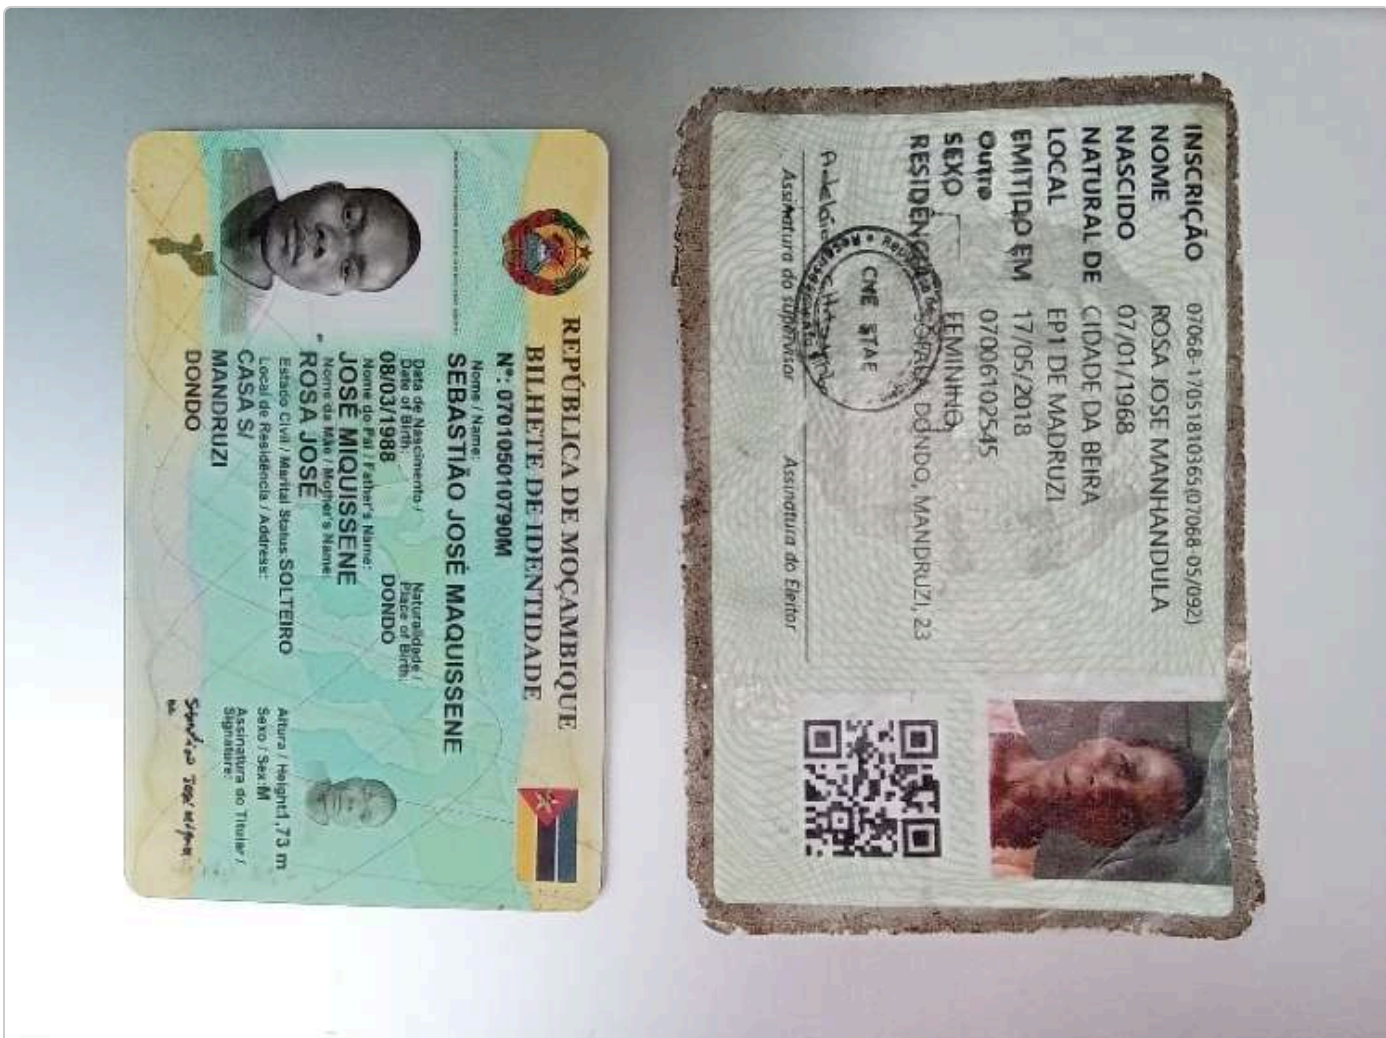 REPÚBLICA DE MOÇAMBIQUE
BILHETE DE IDENTIDADE
Nº: 070105010790M
Nome / Name:
SEBASTIÃO JOSÉ MAQUISSENE
Data de Nascimento / Date of Birth:
08/03/1988
Naturalidade / Place of Birth:
DONDO
Nome do Pai / Father's Name:
JOSÉ MIQUISSENE
Nome da Mãe / Mother's Name:
ROSA JOSÉ
Estado Civil / Marital Status: SOLTEIRO
Local de Residência / Address:
CASA S/
MANDRUZI
DONDO
Altura / Height: 1,73 m
Sexo / Sex: M
Assinatura do Titular /
Signature:
INSCRIÇÃO 07068-17051810365(07068-05/092)
NOME ROSA JOSE MANHANDULA
NASCIDO 07/01/1968
NATURAL DE CIDADE DA BEIRA
LOCAL EP1 DE MADRUZI
EMITIDO EM 17/05/2018
Outro 07006102545
SEXO FEMININO
RESIDÊNCIA SOFALA, DONDO, MANDRUZI, 23
CNE STAE
Assinatura do supervisor
Assinatura do Eleitor